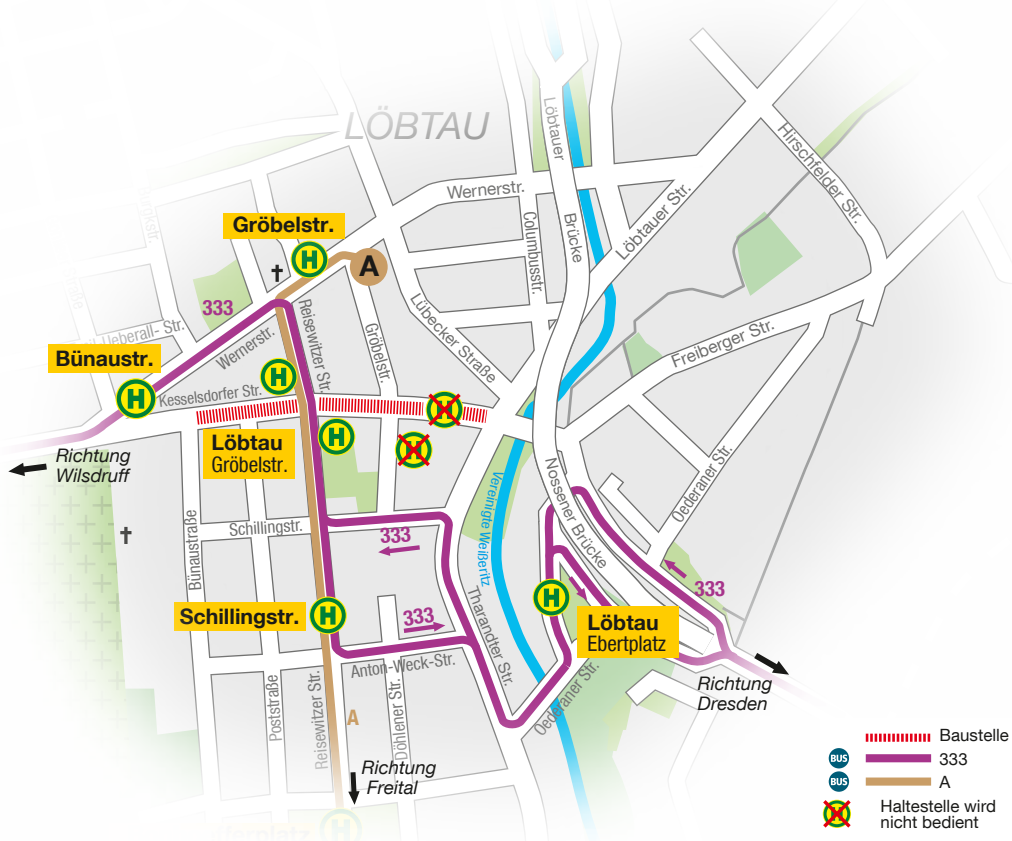 LÖBTAU
Löbtauer
Brücke
Hirschfelder Str.
Wernerstr.
Löbtauer Str.
Columbusstr.
Gröbelstr.
H
A
333
Reisewitzer Str.
Lübecker Straße
Ueberall- Str.
Wernerstr.
Gröbelstr.
Freiberger Str.
Bünaustr.
H
Kesselsdorfer Str.
H
H
H
H
Löbtau
Gröbelstr.
Richtung
Wilsdruff
Oederaner Str.
Nossener Brücke
Vereinigte Weißeritz
Schillingstr.
Bünaustraße
333
333
H
Löbtau
Ebertplatz
Schillingstr.
H
333
Tharandter Str.
Anton-Weck-Str.
Oederaner Str.
Richtung
Dresden
Poststraße
Reisewitzer Str.
A
Döhlener Str.
Richtung
Freital
H
Baustelle
BUS
333
BUS
A
H
Haltestelle wird
nicht bedient